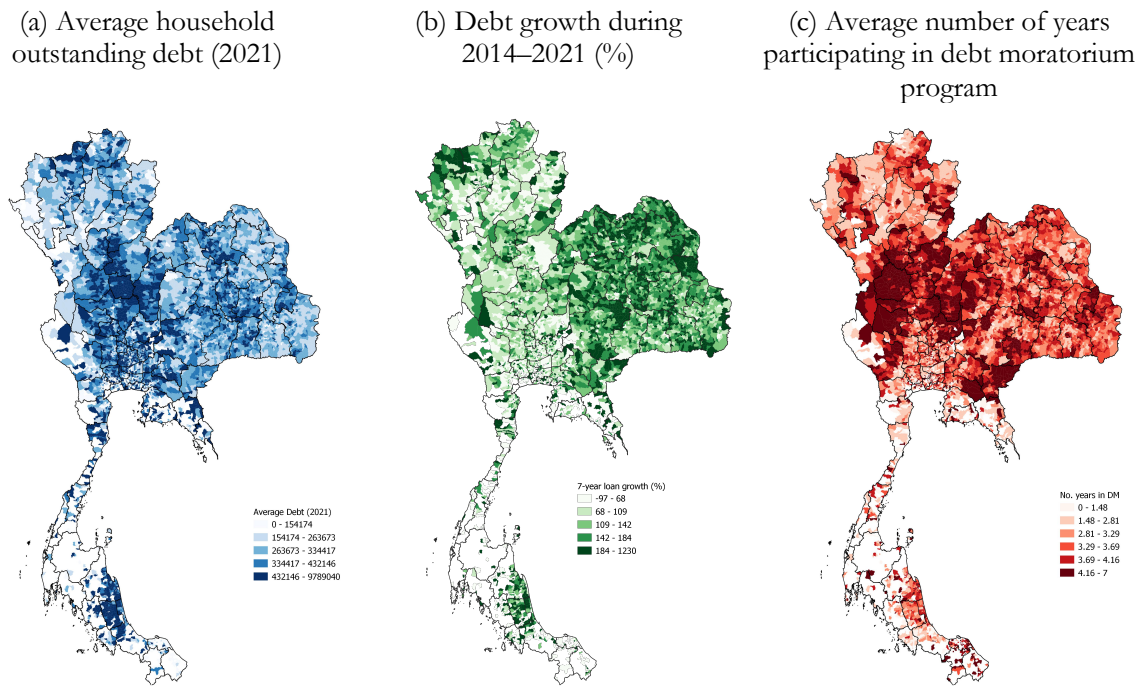 (a) Average household
outstanding debt (2021)
(b) Debt growth during
2014–2021 (%)
(c) Average number of years
participating in debt moratorium
program
Average Debt (2021)
0 - 154174
154174 - 263673
263673 - 334417
334417 - 432146
432146 - 9789040
7-year loan growth (%)
-97 - 68
68 - 109
109 - 142
142 - 184
184 - 1230
No. years in DM
0 - 1.48
1.48 - 2.81
2.81 - 3.29
3.29 - 3.69
3.69 - 4.16
4.16 - 7